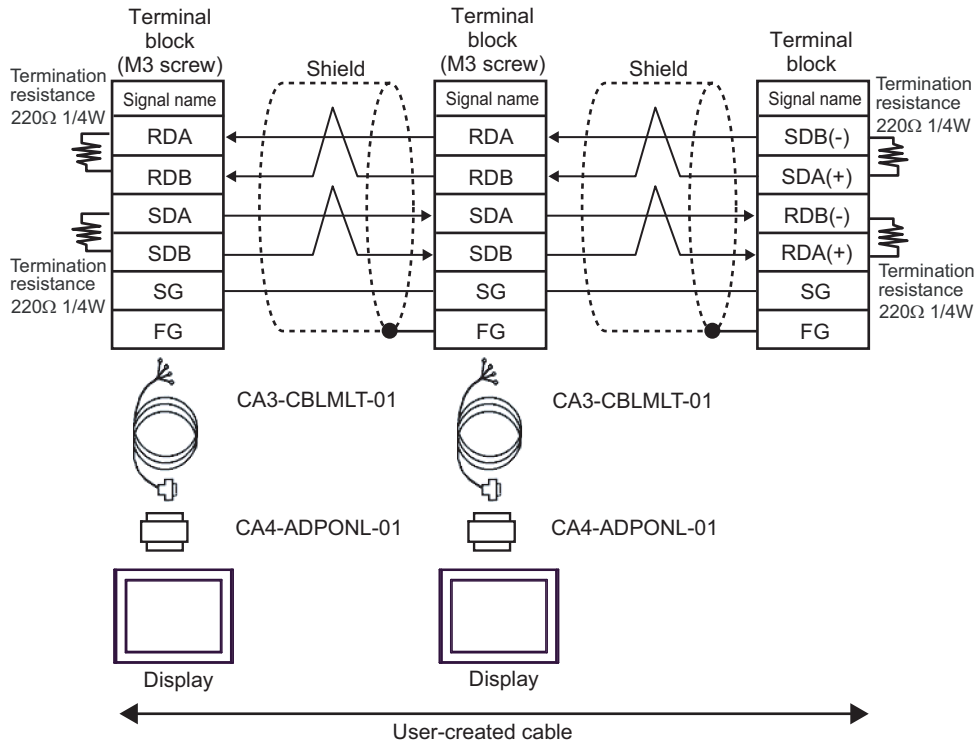 Terminal
block
(M3 screw)
Terminal
block
(M3 screw)
Terminal
block
Shield
Shield
Termination
resistance
220Ω 1/4W
Termination
resistance
220Ω 1/4W
Signal name
Signal name
Signal name
RDA
RDA
SDB(-)
RDB
RDB
SDA(+)
SDA
SDA
RDB(-)
SDB
SDB
RDA(+)
SG
SG
SG
FG
FG
FG
Termination
resistance
220Ω 1/4W
Termination
resistance
220Ω 1/4W
CA3-CBLMLT-01
CA3-CBLMLT-01
CA4-ADPONL-01
CA4-ADPONL-01
Display
Display
User-created cable